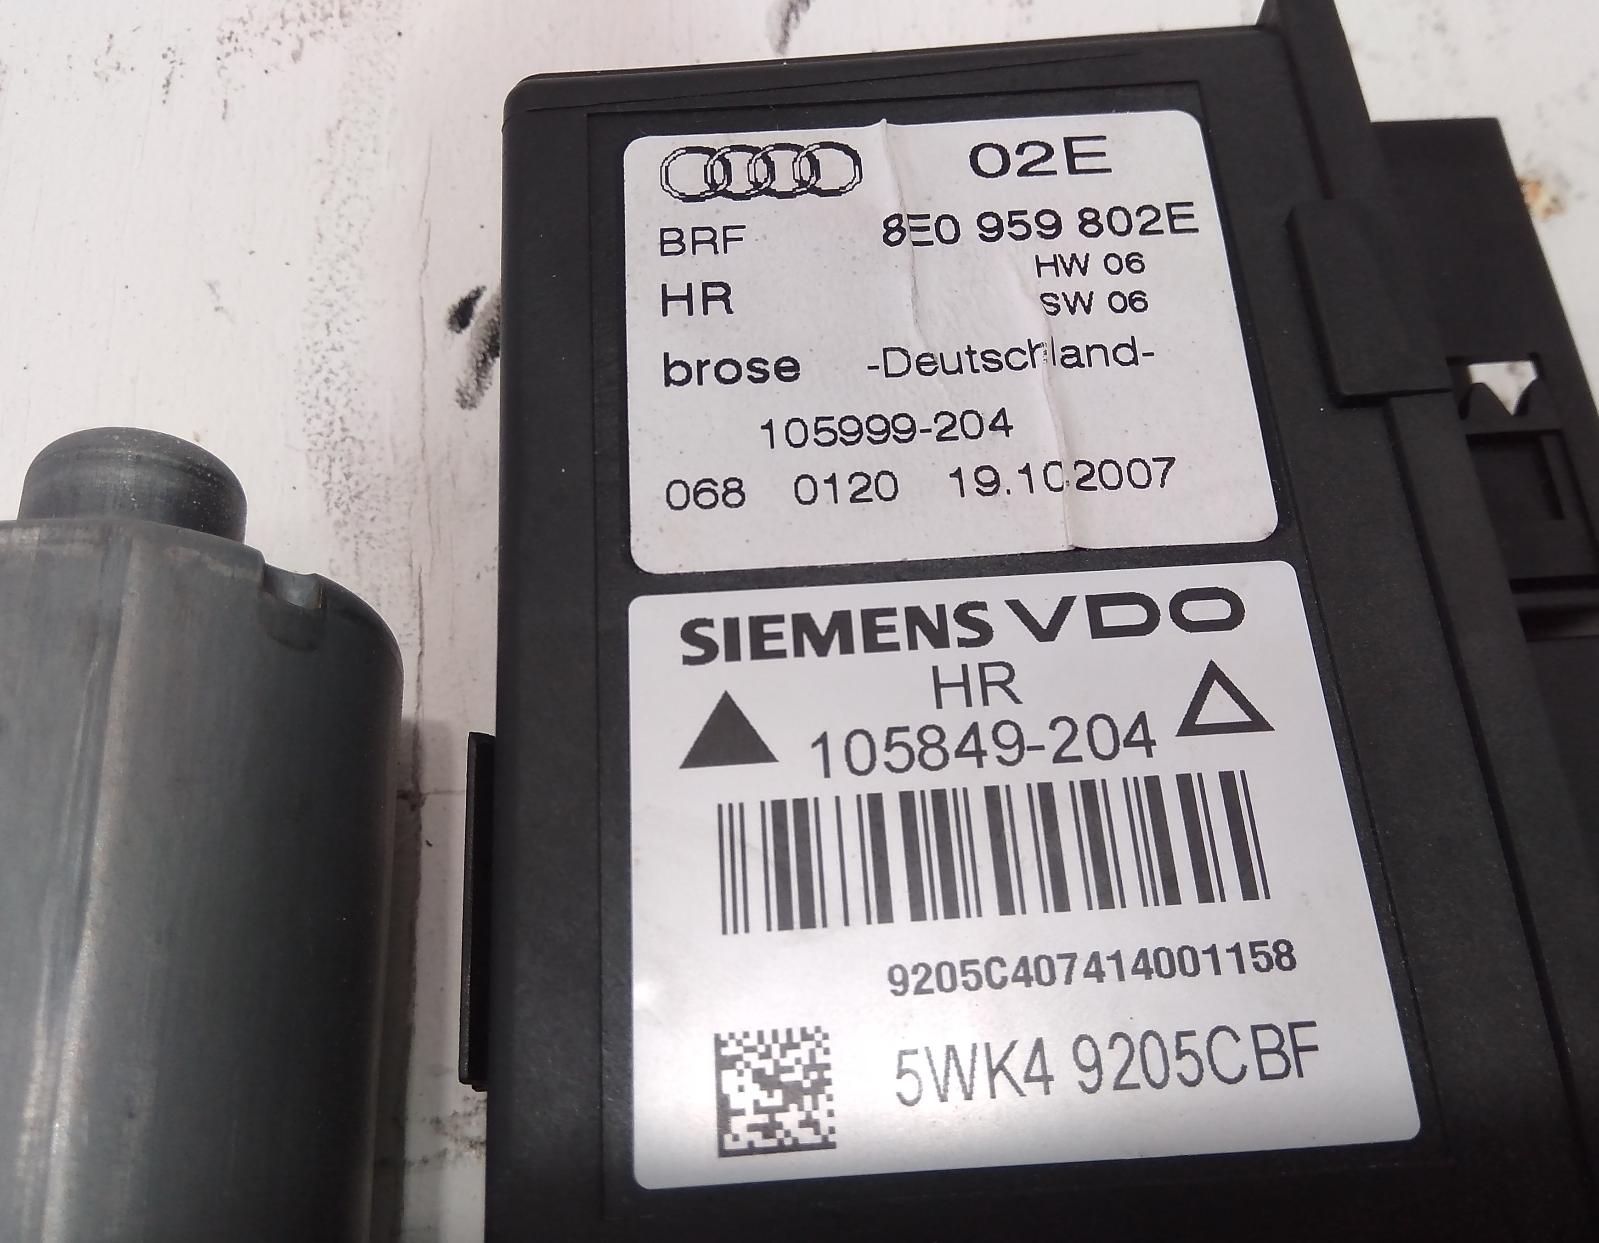 02E
BRF 8E0 959 802E
HW 06
HR SW 06
brose -Deutschland-
105999-204
068 0120 19.10.2007
SIEMENS VDO
HR
105849-204
9205C407414001158
5WK4 9205CBF